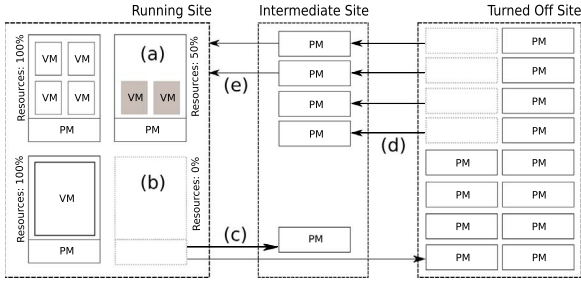 Running Site
Intermediate Site
Turned Off Site
Resources: 100%
VM VM
VM VM
PM
(a)
VM VM
PM
Resources: 50%
(e)
Resources: 100%
VM
PM
(b)
Resources: 0%
(c)
PM
PM
PM
PM
PM
(d)
PM
PM
PM
PM
PM PM
PM PM
PM PM
PM PM